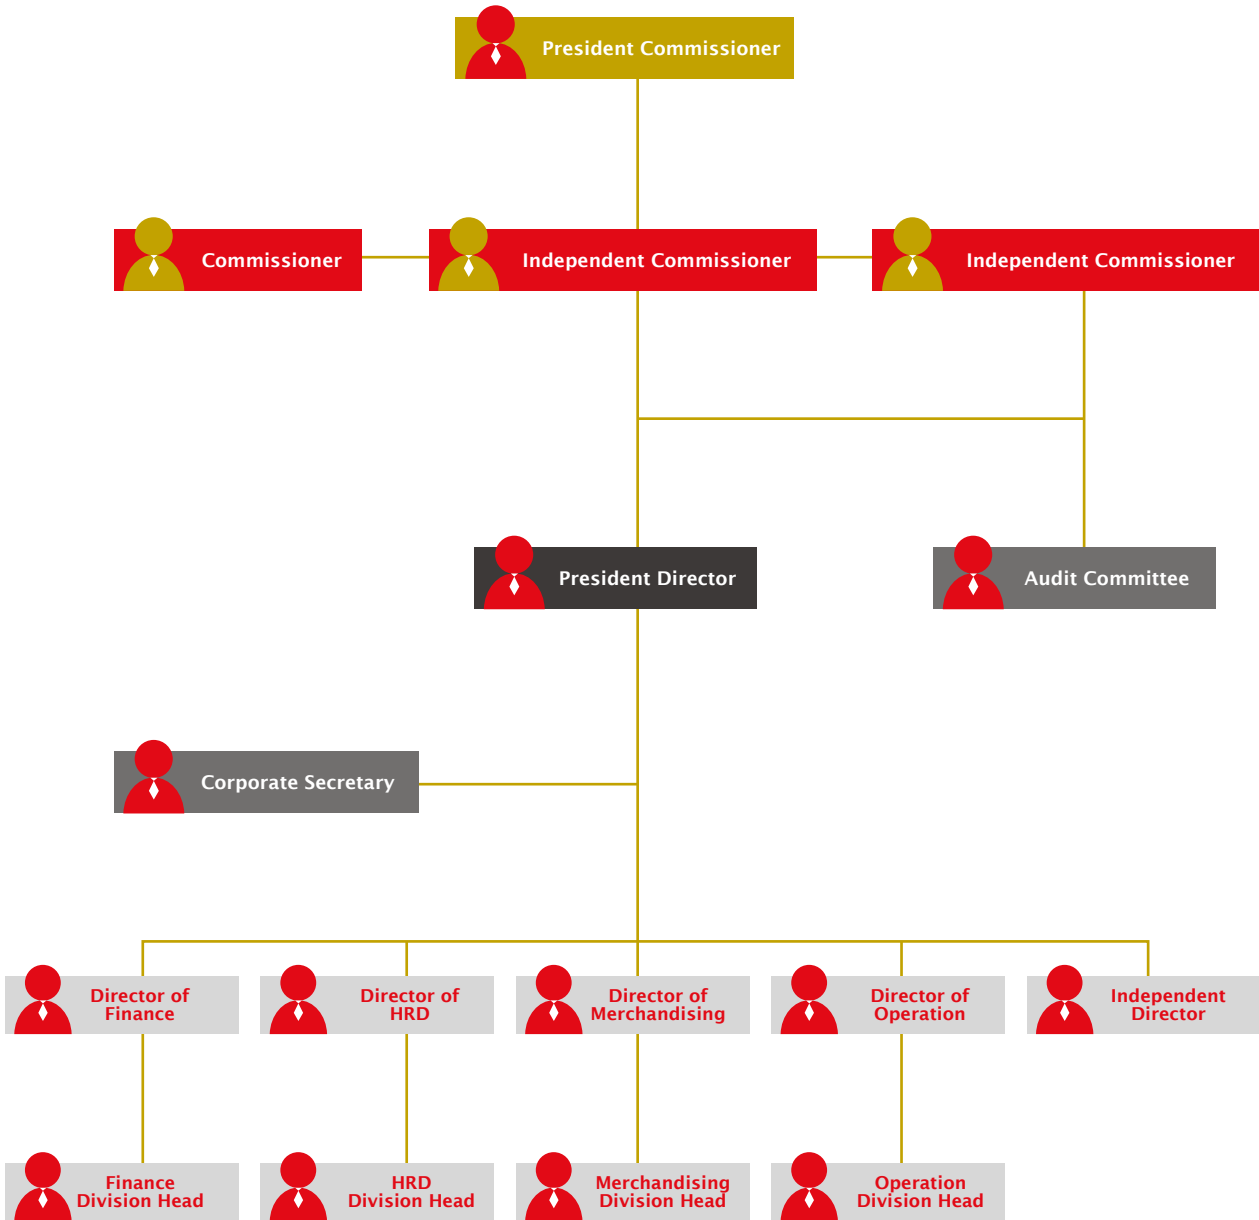 President Commissioner
Commissioner
Independent Commissioner
Independent Commissioner
President Director
Audit Committee
Corporate Secretary
Director of
Finance
Director of
HRD
Director of
Merchandising
Director of
Operation
Independent
Director
Finance
Division Head
HRD
Division Head
Merchandising
Division Head
Operation
Division Head